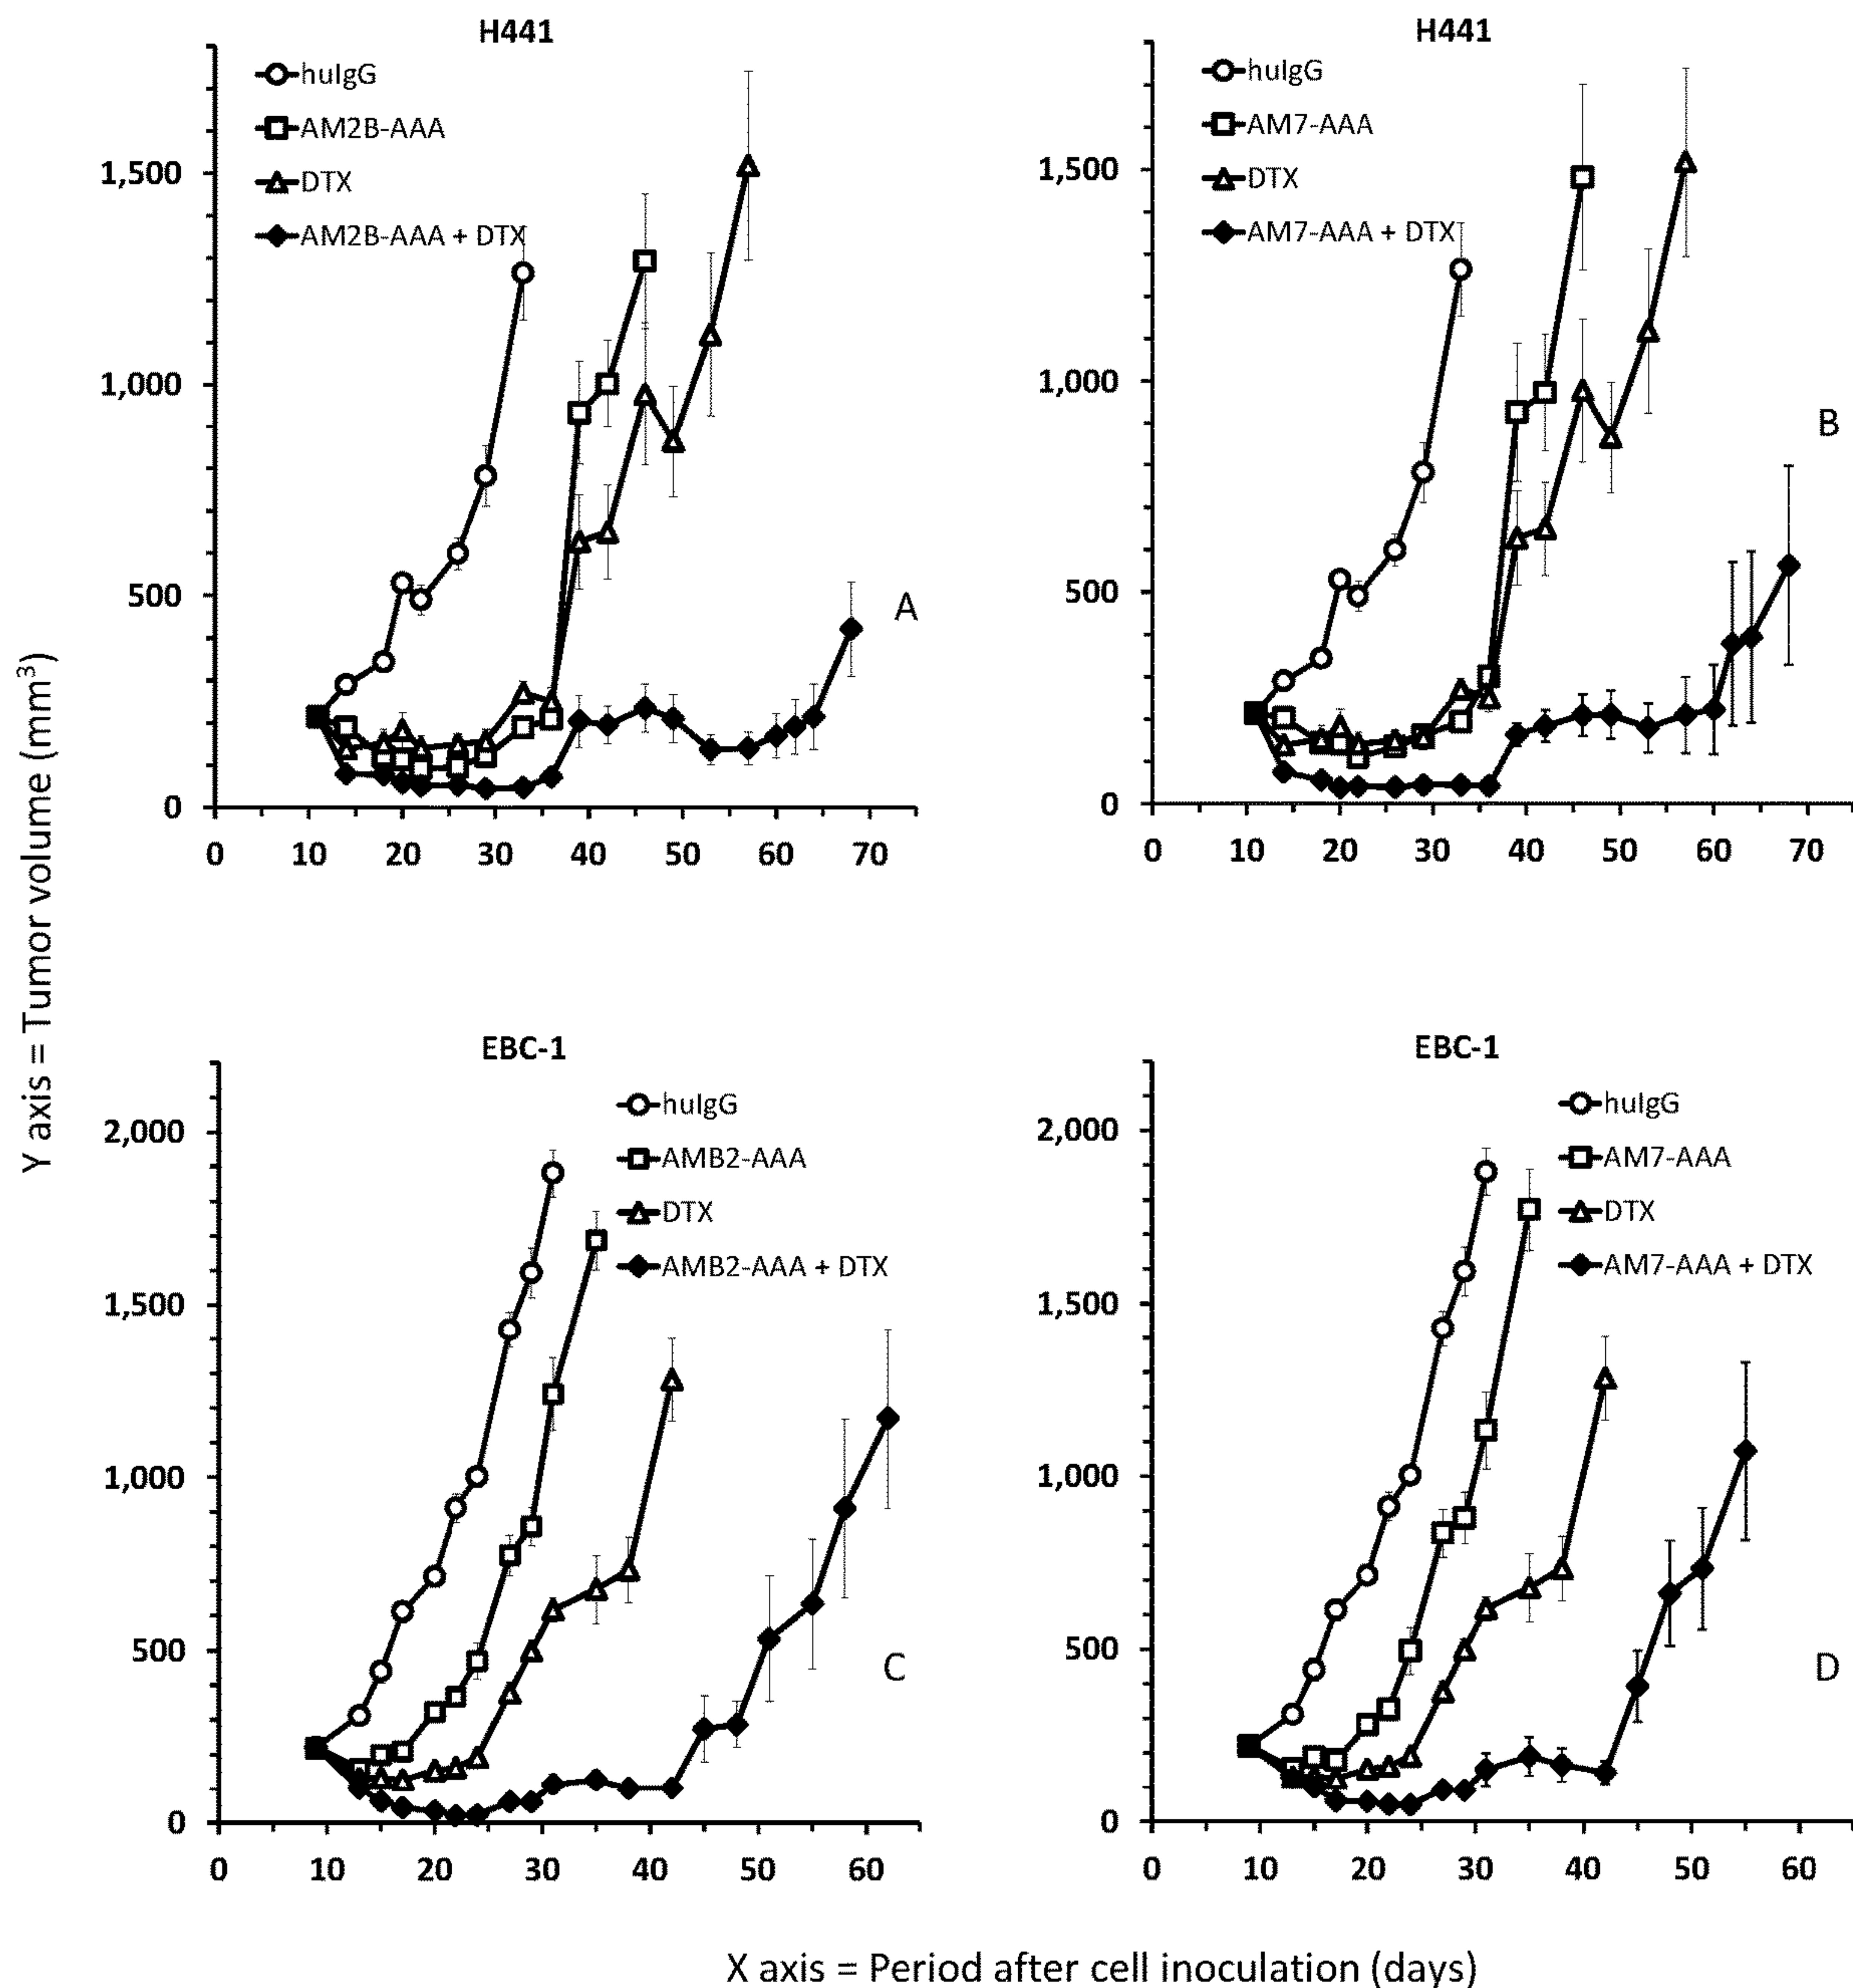 Y axis = Tumor volume (mm³)
H441
huIgG
AM2B-AAA
DTX
AM2B-AAA + DTX
1,500
1,000
500
0
0 10 20 30 40 50 60 70
A
H441
huIgG
AM7-AAA
DTX
AM7-AAA + DTX
1,500
1,000
500
0
0 10 20 30 40 50 60 70
B
EBC-1
huIgG
AMB2-AAA
DTX
AMB2-AAA + DTX
2,000
1,500
1,000
500
0
0 10 20 30 40 50 60
C
EBC-1
huIgG
AM7-AAA
DTX
AM7-AAA + DTX
2,000
1,500
1,000
500
0
0 10 20 30 40 50 60
D
X axis = Period after cell inoculation (days)